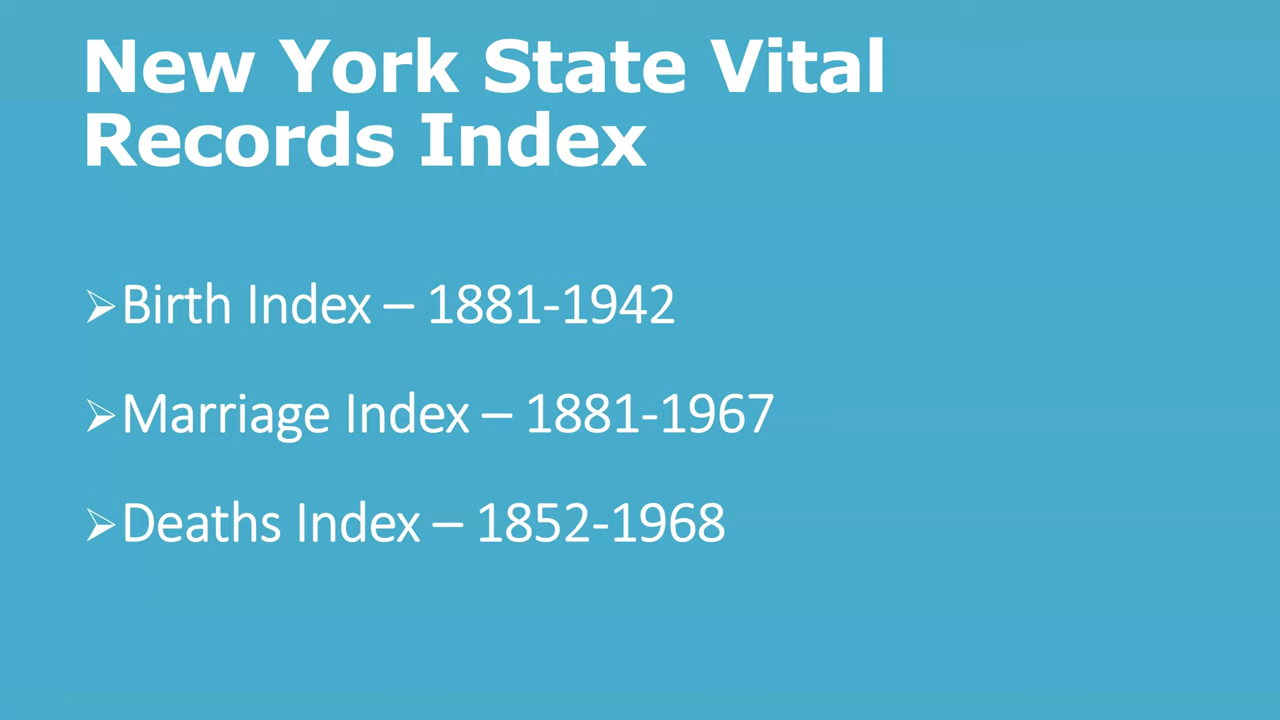 New York State Vital
Records Index
➢Birth Index – 1881-1942
➢Marriage Index – 1881-1967
➢Deaths Index – 1852-1968